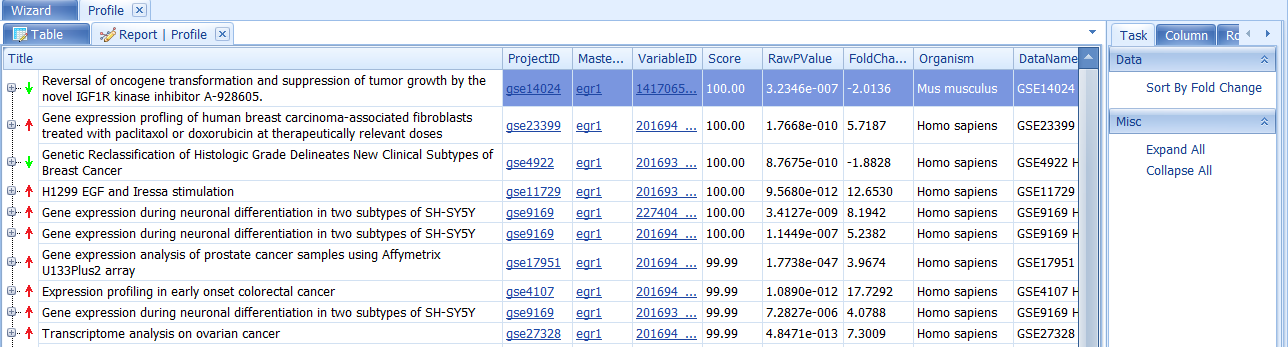 Wizard Profile
Table Report | Profile Task Column Ro
Title ProjectID Maste... VariableID Score RawPValue FoldCha... Organism DataName
Data
Sort By Fold Change
Misc
Expand All
Collapse All
Reversal of oncogene transformation and suppression of tumor growth by the
novel IGF1R kinase inhibitor A-928605. gse14024 egr1 1417065... 100.00 3.2346e-007 -2.0136 Mus musculus GSE14024
Gene expression profling of human breast carcinoma-associated fibroblasts
treated with paclitaxol or doxorubicin at therapeutically relevant doses gse23399 egr1 201694_... 100.00 1.7668e-010 5.7187 Homo sapiens GSE23399
Genetic Reclassification of Histologic Grade Delineates New Clinical Subtypes of
Breast Cancer gse4922 egr1 201693_... 100.00 8.7675e-010 -1.8828 Homo sapiens GSE4922 H
H1299 EGF and Iressa stimulation gse11729 egr1 201693_... 100.00 9.5680e-012 12.6530 Homo sapiens GSE11729
Gene expression during neuronal differentiation in two subtypes of SH-SY5Y gse9169 egr1 227404_... 100.00 3.4127e-009 8.1942 Homo sapiens GSE9169 H
Gene expression during neuronal differentiation in two subtypes of SH-SY5Y gse9169 egr1 201694_... 100.00 1.1449e-007 5.2382 Homo sapiens GSE9169 H
Gene expression analysis of prostate cancer samples using Affymetrix
U133Plus2 array gse17951 egr1 201694_... 99.99 1.7738e-047 3.9674 Homo sapiens GSE17951
Expression profiling in early onset colorectal cancer gse4107 egr1 201694_... 99.99 1.0890e-012 17.7292 Homo sapiens GSE4107 H
Gene expression during neuronal differentiation in two subtypes of SH-SY5Y gse9169 egr1 201693_... 99.99 7.2827e-006 4.0788 Homo sapiens GSE9169 H
Transcriptome analysis on ovarian cancer gse27328 egr1 201694_... 99.99 4.8471e-013 7.3009 Homo sapiens GSE27328